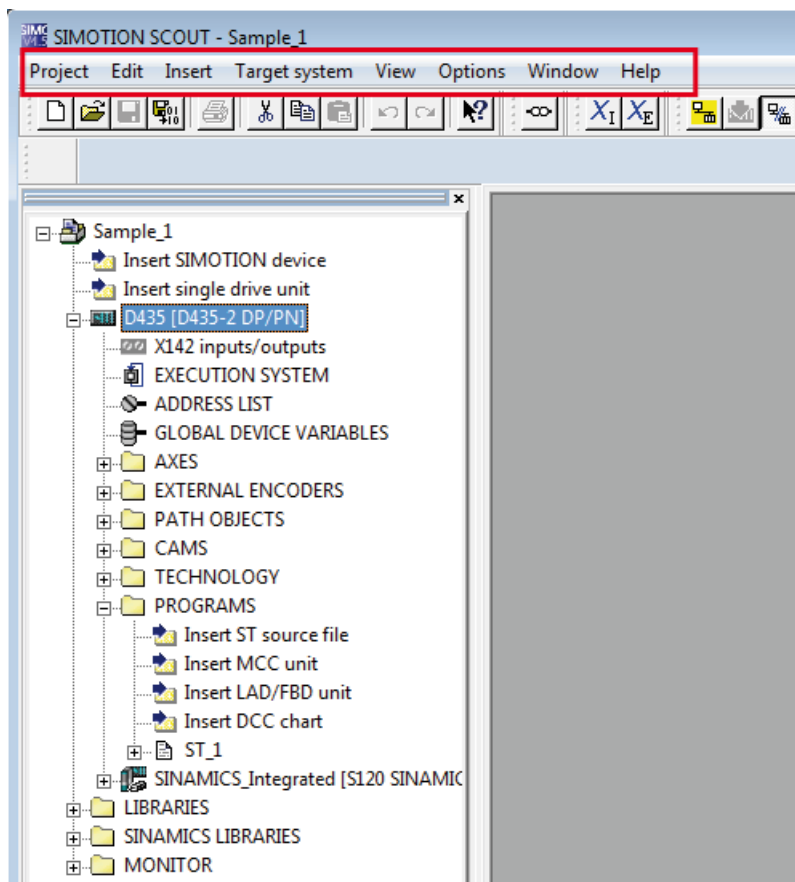 SIMOTION SCOUT - Sample_1
Project Edit Insert Target system View Options Window Help
Sample_1
Insert SIMOTION device
Insert single drive unit
D435 [D435-2 DP/PN]
X142 inputs/outputs
EXECUTION SYSTEM
ADDRESS LIST
GLOBAL DEVICE VARIABLES
AXES
EXTERNAL ENCODERS
PATH OBJECTS
CAMS
TECHNOLOGY
PROGRAMS
Insert ST source file
Insert MCC unit
Insert LAD/FBD unit
Insert DCC chart
ST_1
SINAMICS_Integrated [S120 SINAMIC
LIBRARIES
SINAMICS LIBRARIES
MONITOR